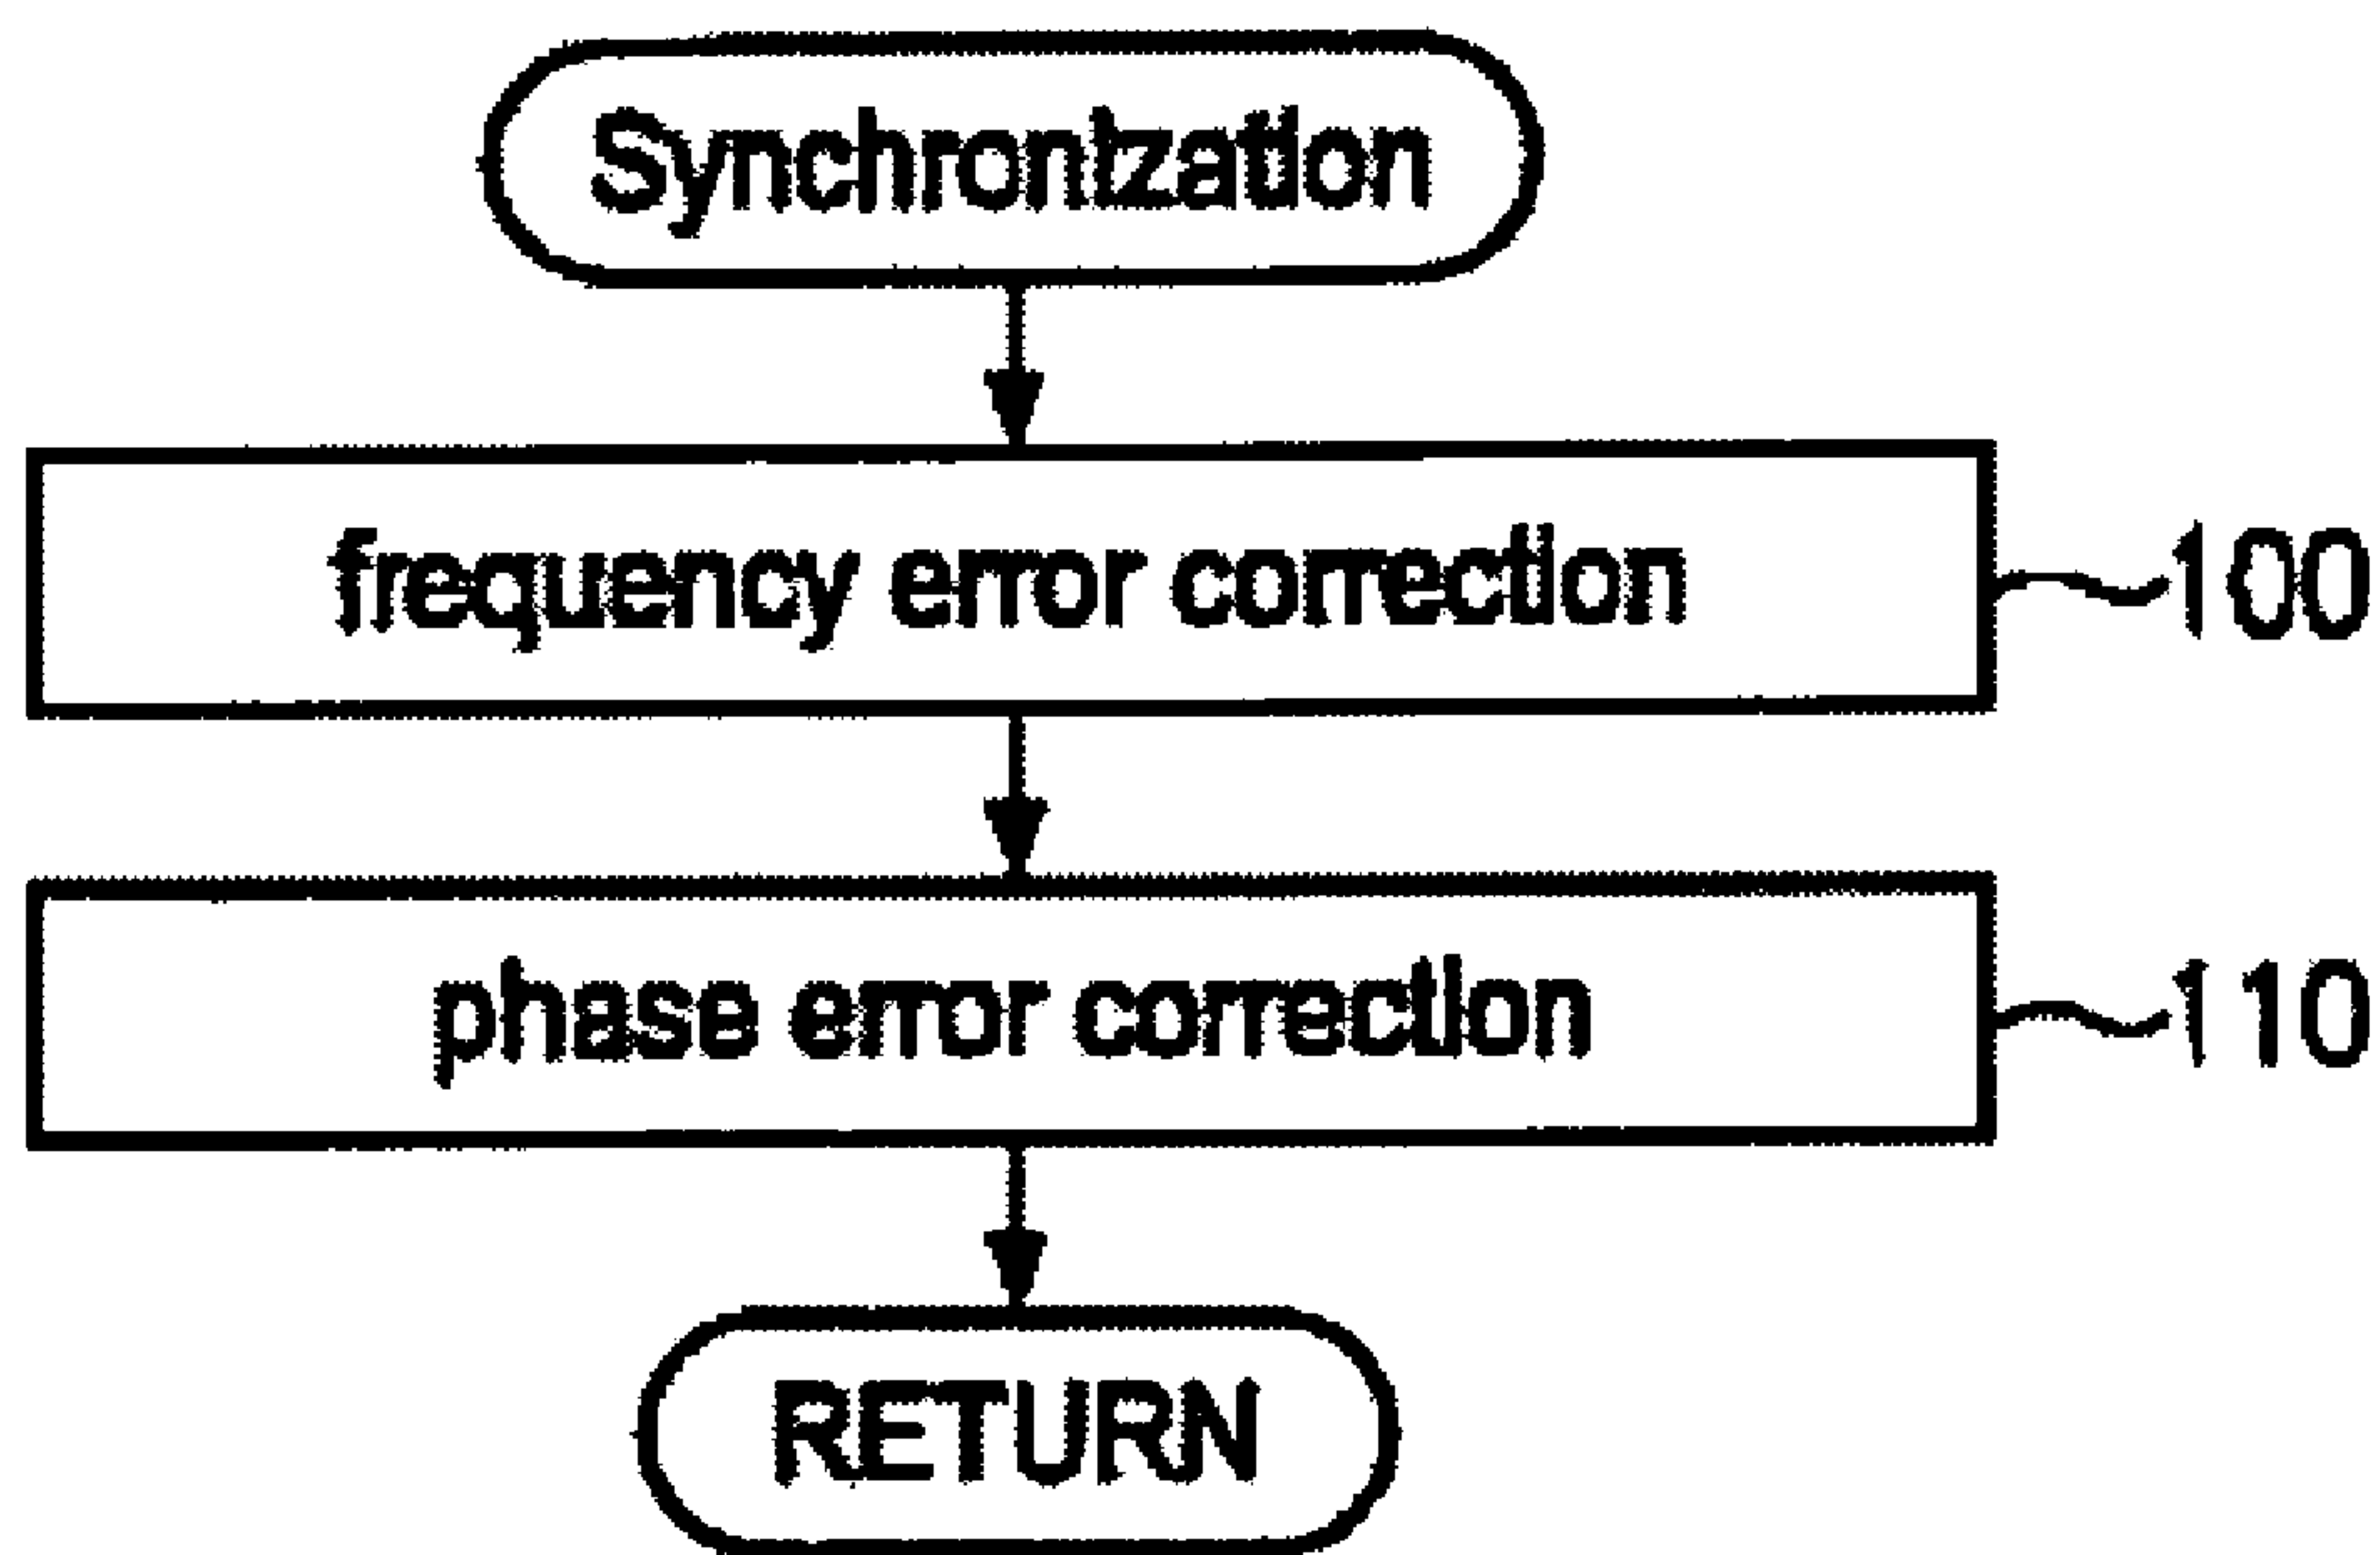 Synchronization
frequency error correction
100
phase error correction
110
RETURN